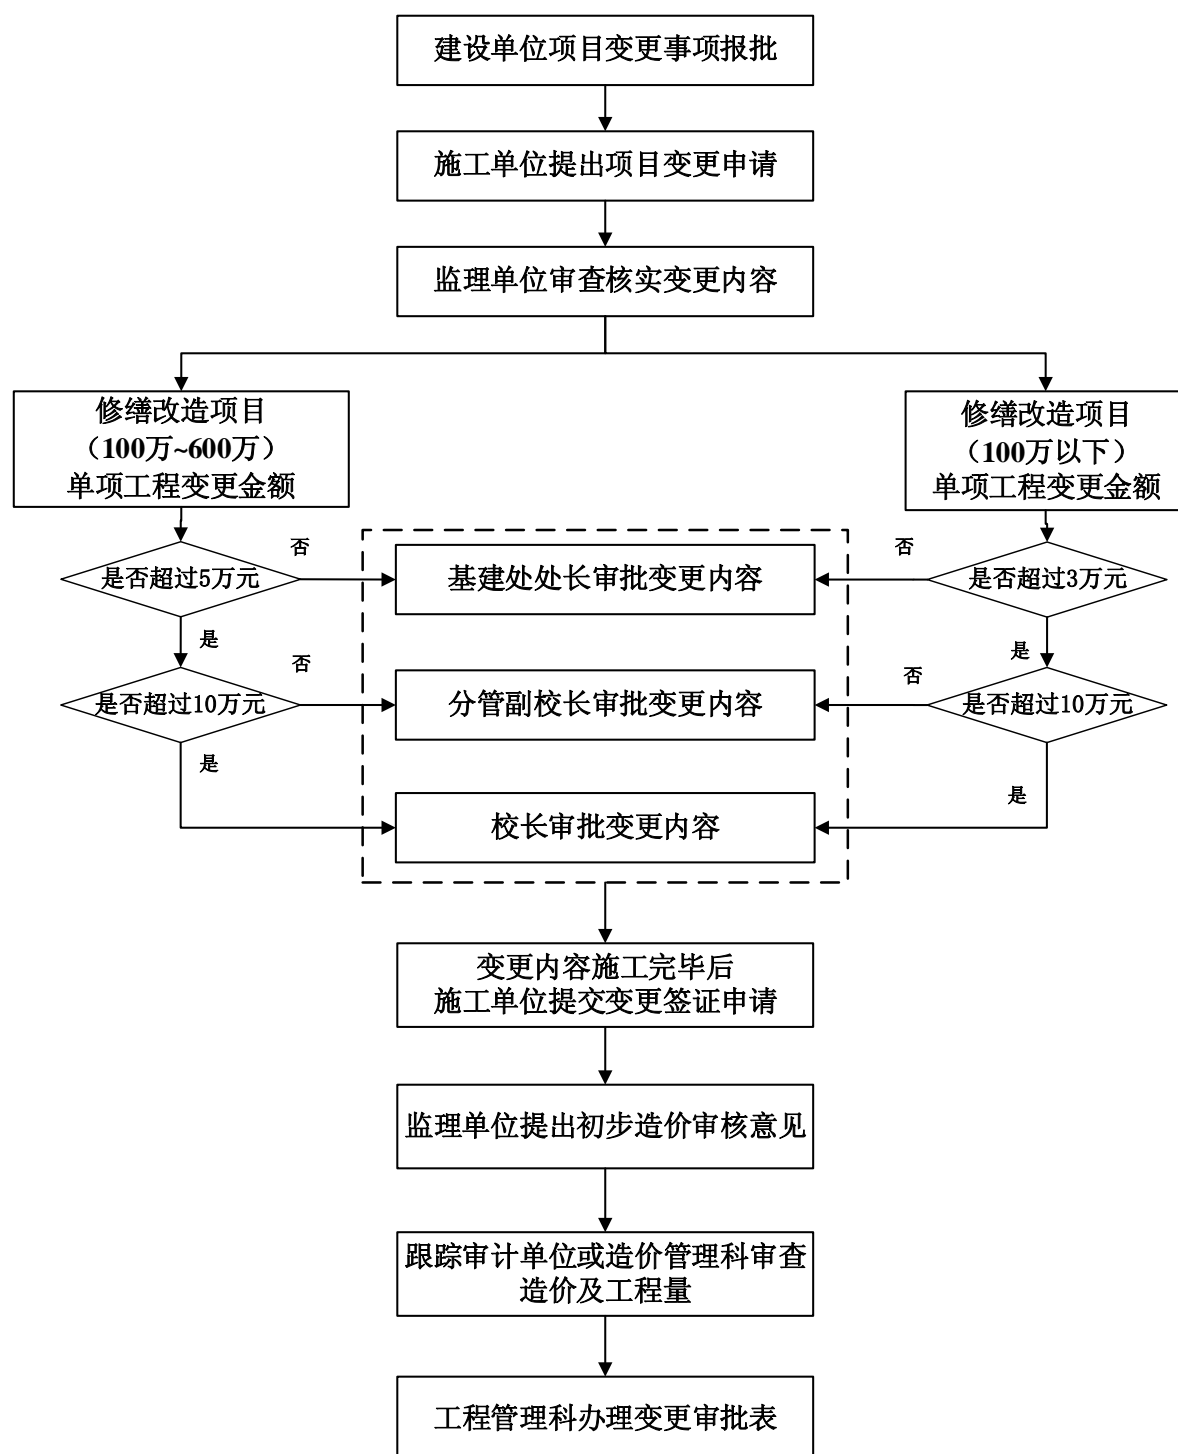 建设单位项目变更事项报批
施工单位提出项目变更申请
监理单位审查核实变更内容
修缮改造项目
（100万~600万）
单项工程变更金额
修缮改造项目
（100万以下）
单项工程变更金额
是否超过5万元
否
基建处处长审批变更内容
否
是否超过3万元
是
是
是否超过10万元
否
分管副校长审批变更内容
否
是否超过10万元
是
校长审批变更内容
是
变更内容施工完毕后
施工单位提交变更签证申请
监理单位提出初步造价审核意见
跟踪审计单位或造价管理科审查
造价及工程量
工程管理科办理变更审批表